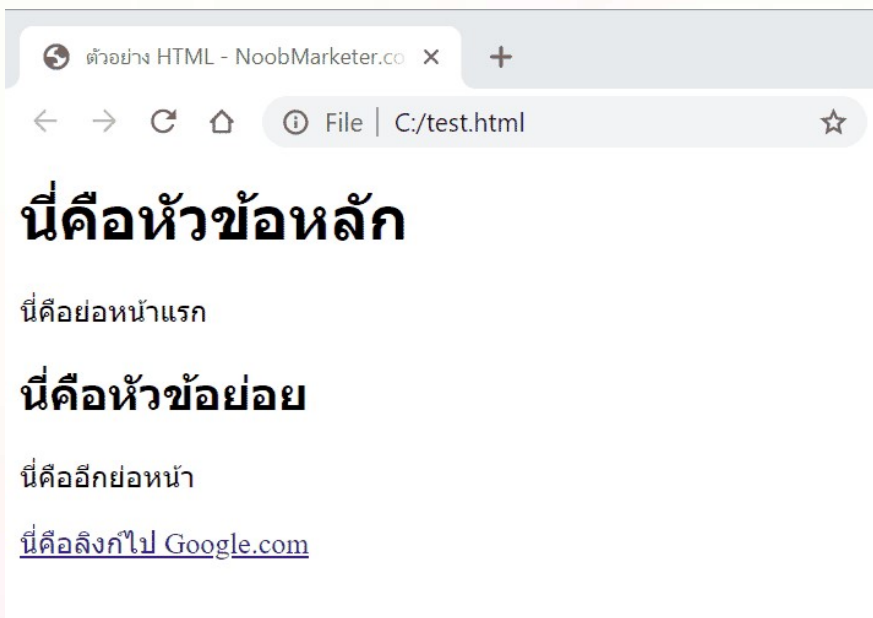 ตัวอย่าง HTML - NoobMarketer.co
File | C:/test.html
นี่คือหัวข้อหลัก
นี่คือย่อหน้าแรก
นี่คือหัวข้อย่อย
นี่คืออีกย่อหน้า
นี่คือลิงก์ไป Google.com